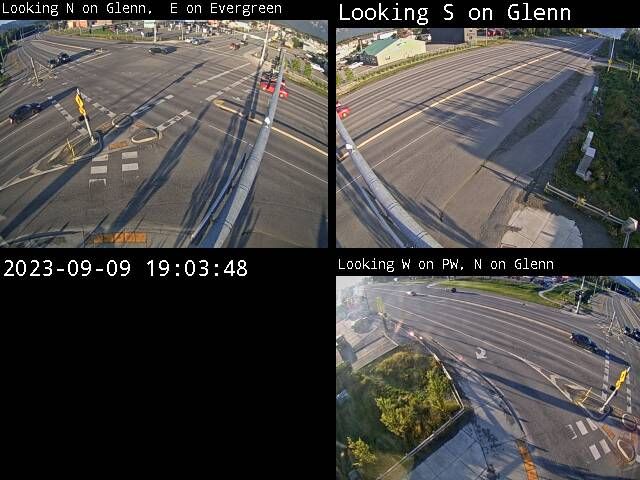 Looking N on Glenn, E on Evergreen
Looking S on Glenn
2023-09-09 19:03:48
Looking W on PW, N on Glenn